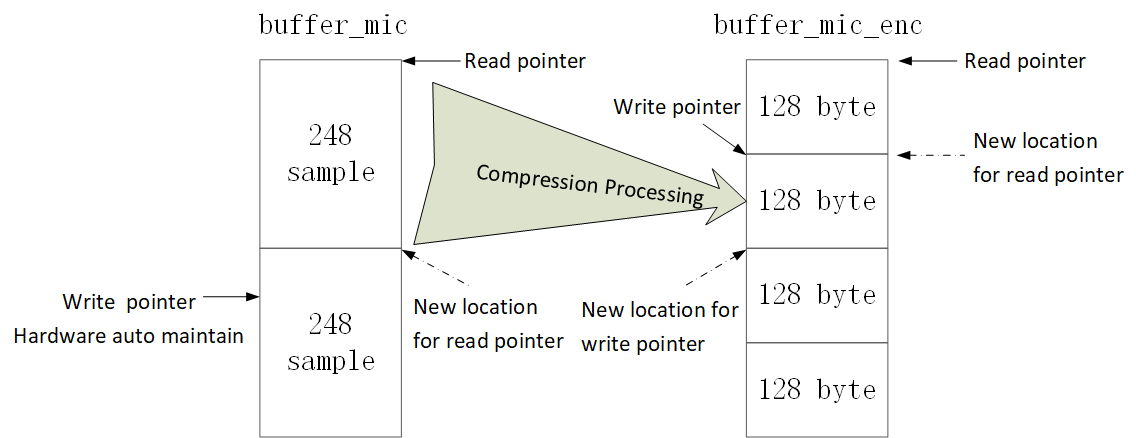 buffer_mic
buffer_mic_enc
Read pointer
Read pointer
248
sample
Write pointer
128 byte
New location
for read pointer
Compression Processing
128 byte
Write  pointer
Hardware auto maintain
248
sample
New location
for read pointer
New location for
write pointer
128 byte
128 byte